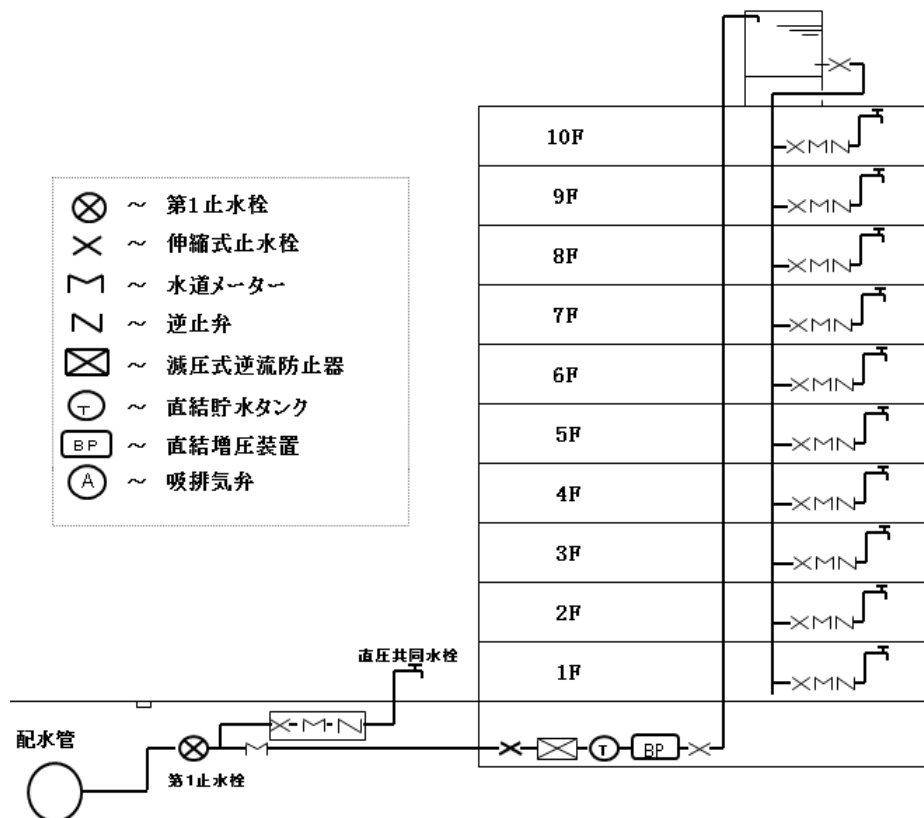 10F
9F
8F
7F
6F
5F
4F
3F
2F
1F
～ 第1止水栓
～ 伸縮式止水栓
～ 水道メーター
～ 逆止弁
～ 減圧式逆流防止器
T ～ 直結貯水タンク
BP ～ 直結増圧装置
A ～ 吸排気弁
直圧共同水栓
配水管
第1止水栓
T
BP